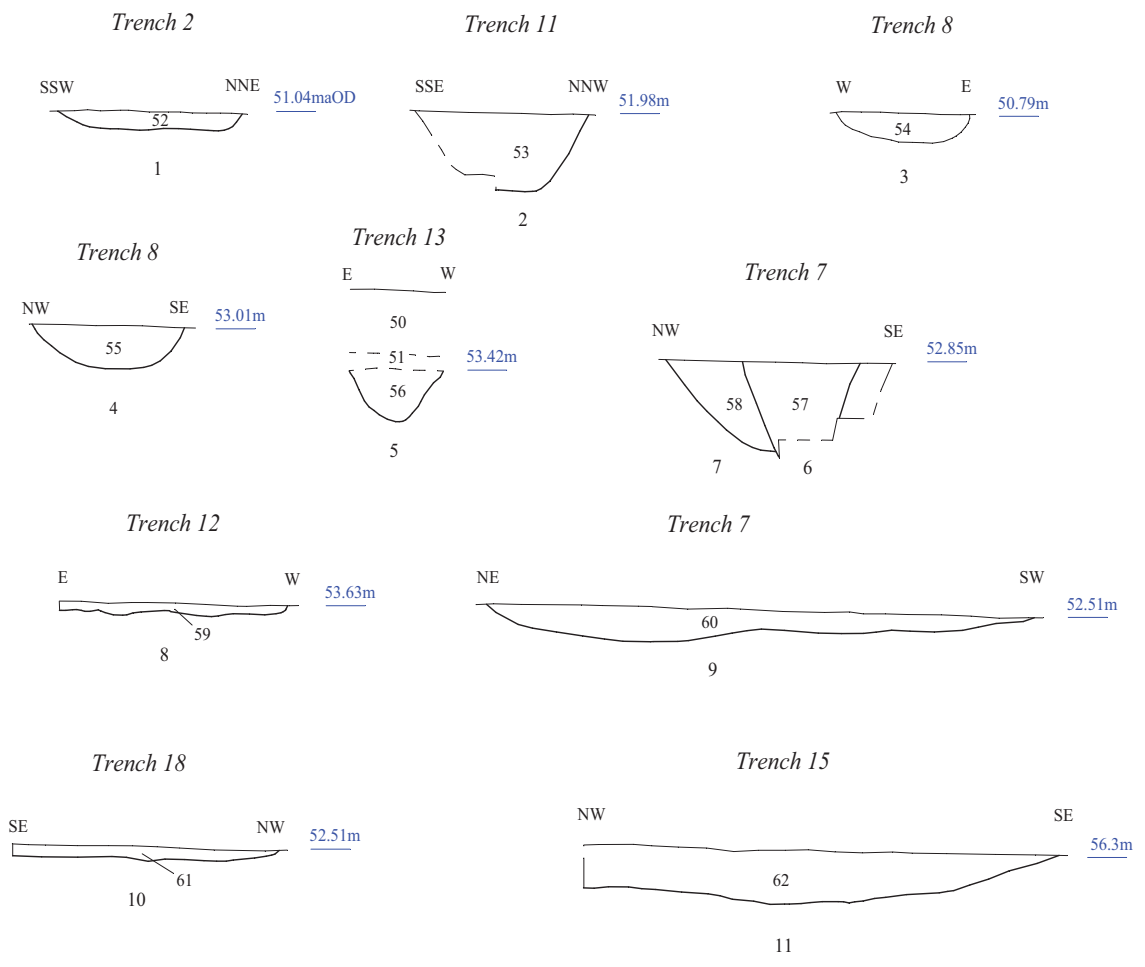 Trench 2
SSW NNE 51.04maOD
52
1
Trench 11
SSE NNW 51.98m
53
2
Trench 8
W E 50.79m
54
3
Trench 8
NW SE 53.01m
55
4
Trench 13
E W
50
51 53.42m
56
5
Trench 7
NW SE 52.85m
58 57
7 6
Trench 12
E W 53.63m
59
8
Trench 7
NE SW 52.51m
60
9
Trench 18
SE NW 52.51m
61
10
Trench 15
NW SE 56.3m
62
11